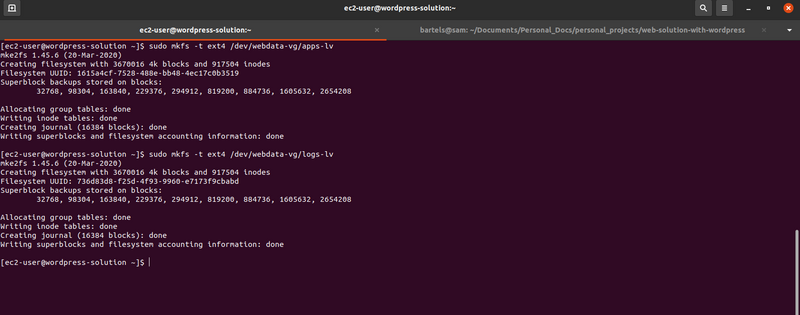 ec2-user@wordpress-solution:~
ec2-user@wordpress-solution:~
bartels@sam: ~/Documents/Personal_Docs/personal_projects/web-solution-with-wordpress
[ec2-user@wordpress-solution ~]$ sudo mkfs -t ext4 /dev/webdata-vg/apps-lv
mke2fs 1.45.6 (20-Mar-2020)
Creating filesystem with 3670016 4k blocks and 917504 inodes
Filesystem UUID: 1615a4cf-7528-488e-bb48-4ec17c0b3519
Superblock backups stored on blocks:
32768, 98304, 163840, 229376, 294912, 819200, 884736, 1605632, 2654208
Allocating group tables: done
Writing inode tables: done
Creating journal (16384 blocks): done
Writing superblocks and filesystem accounting information: done
[ec2-user@wordpress-solution ~]$ sudo mkfs -t ext4 /dev/webdata-vg/logs-lv
mke2fs 1.45.6 (20-Mar-2020)
Creating filesystem with 3670016 4k blocks and 917504 inodes
Filesystem UUID: 736d83d8-f25d-4f93-9960-e7173f9cbabd
Superblock backups stored on blocks:
32768, 98304, 163840, 229376, 294912, 819200, 884736, 1605632, 2654208
Allocating group tables: done
Writing inode tables: done
Creating journal (16384 blocks): done
Writing superblocks and filesystem accounting information: done
[ec2-user@wordpress-solution ~]$